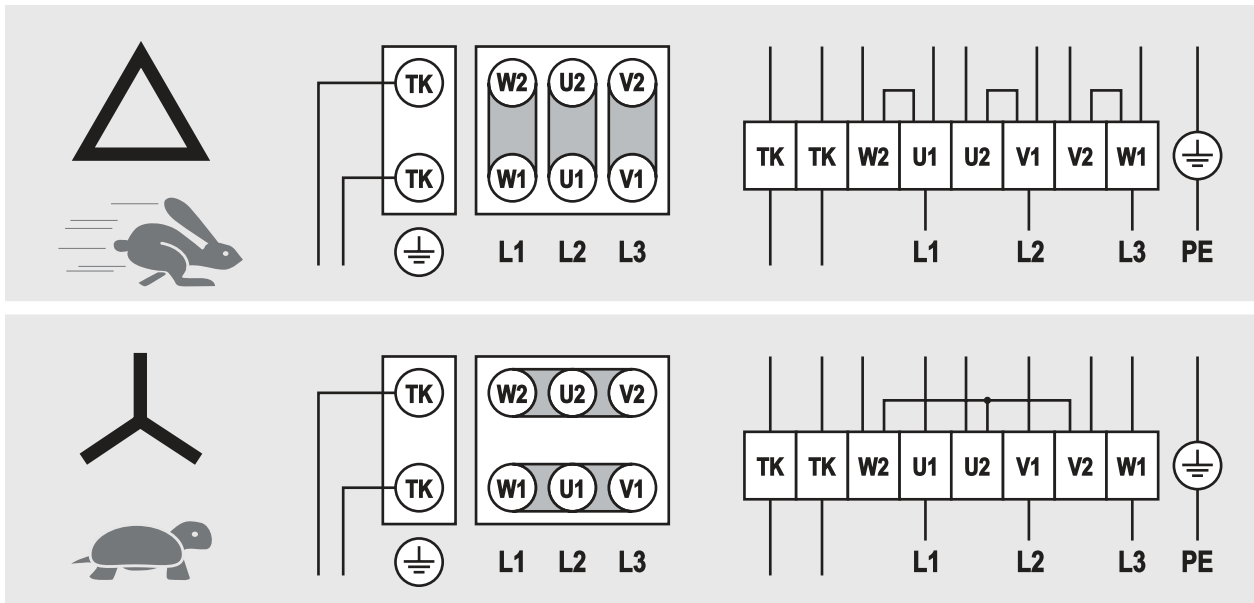 TK W2 U2 V2
TK W1 U1 V1
L1 L2 L3
TK TK W2 U1 U2 V1 V2 W1
L1 L2 L3 PE
TK W2 U2 V2
TK W1 U1 V1
L1 L2 L3
TK TK W2 U1 U2 V1 V2 W1
L1 L2 L3 PE